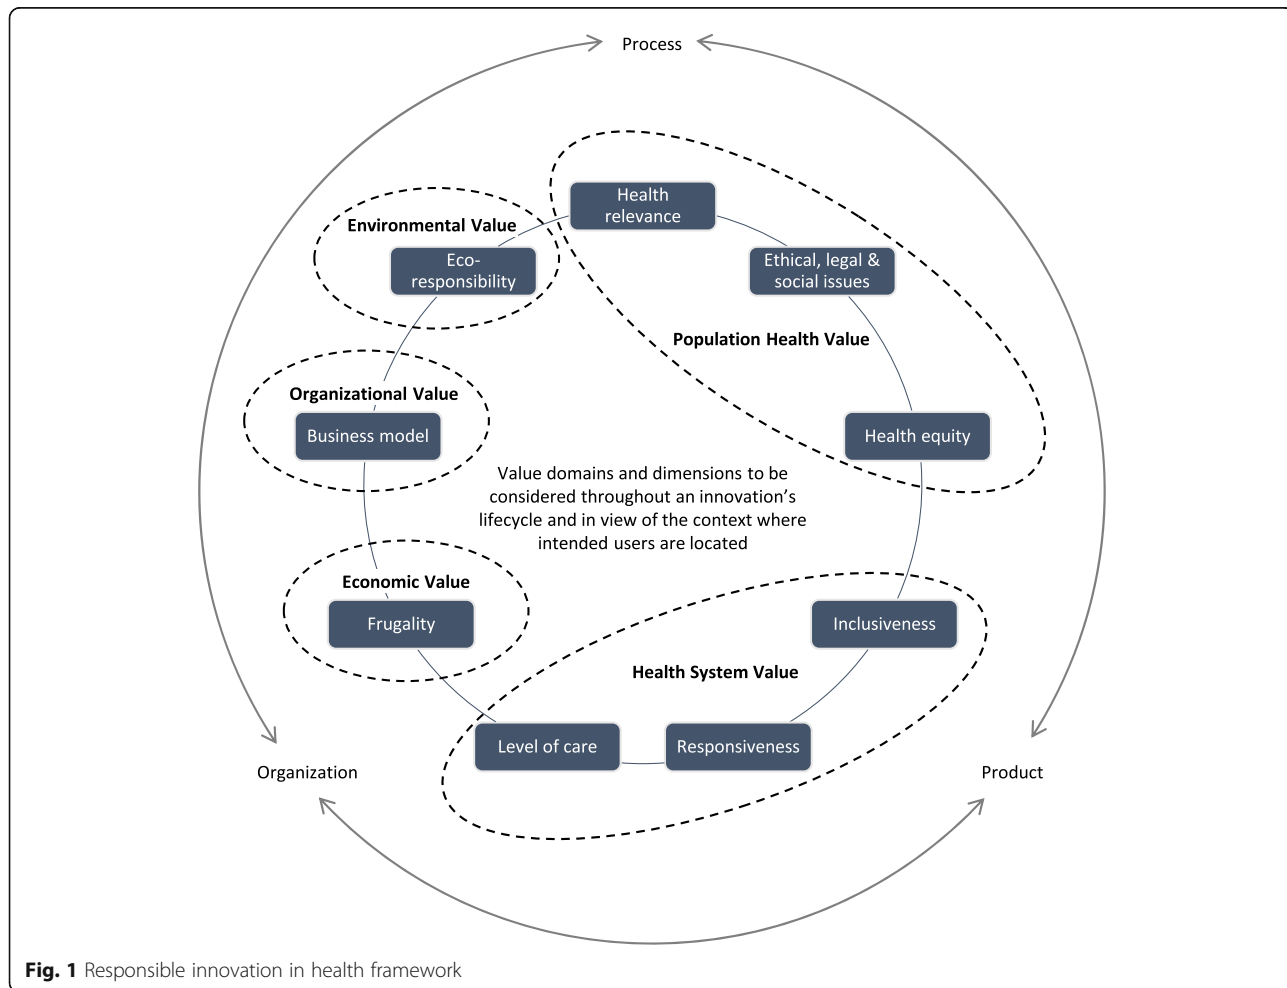 Process
Health
relevance
Environmental Value
Eco-
responsibility
Ethical, legal &
social issues
Population Health Value
Organizational Value
Business model
Health equity
Value domains and dimensions to be
considered throughout an innovation’s
lifecycle and in view of the context where
intended users are located
Economic Value
Frugality
Inclusiveness
Health System Value
Level of care
Responsiveness
Organization
Product
Fig. 1 Responsible innovation in health framework